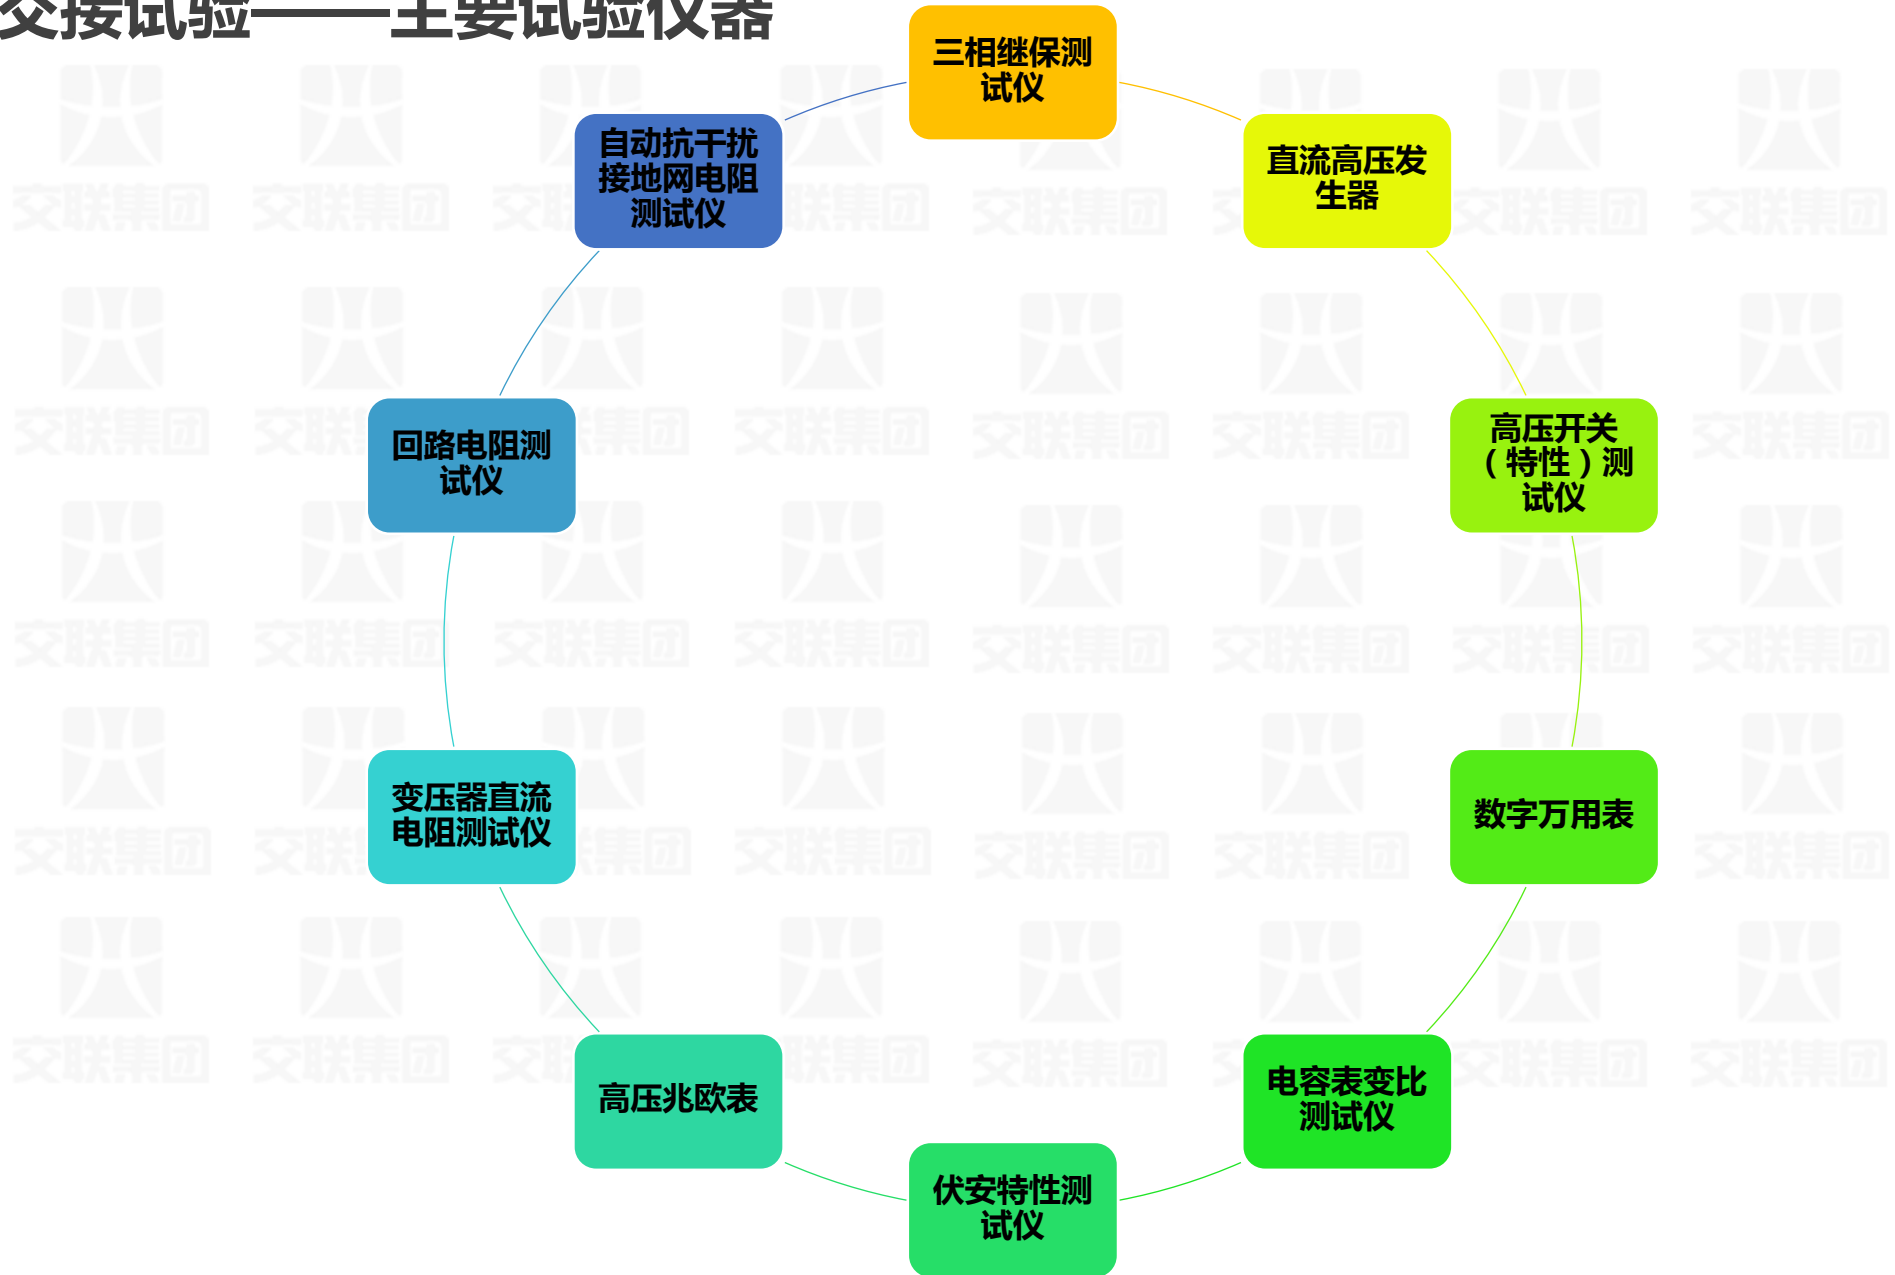 交接试验——主要试验仪器
三相继保测
试仪
直流高压发
生器
高压开关
（特性）测
试仪
数字万用表
电容表变比
测试仪
伏安特性测
试仪
高压兆欧表
变压器直流
电阻测试仪
回路电阻测
试仪
自动抗干扰
接地网电阻
测试仪
交联集团